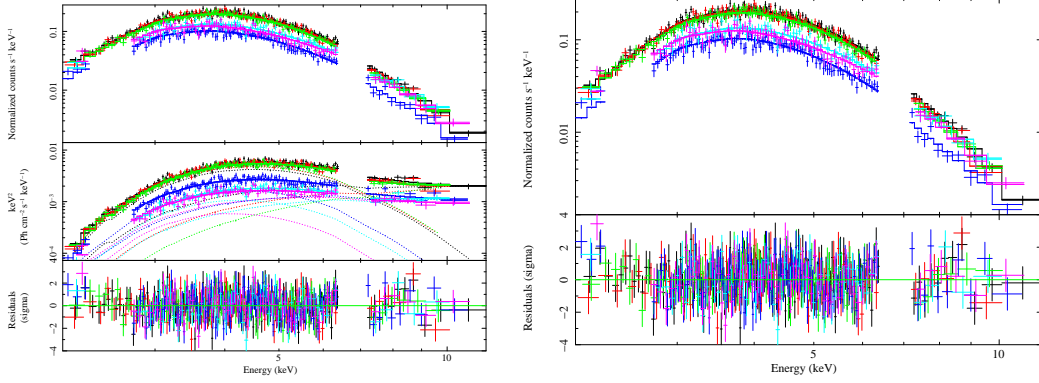 Normalized counts s⁻¹ keV⁻¹
0.1
0.01
keV²
(Ph cm⁻² s⁻¹ keV⁻¹)
0.01
10⁻³
Residuals
(sigma)
2
0
−2
−4
5
10
Energy (keV)
Normalized counts s⁻¹ keV⁻¹
0.1
0.01
Residuals (sigma)
4
2
0
−2
−4
5
10
Energy (keV)